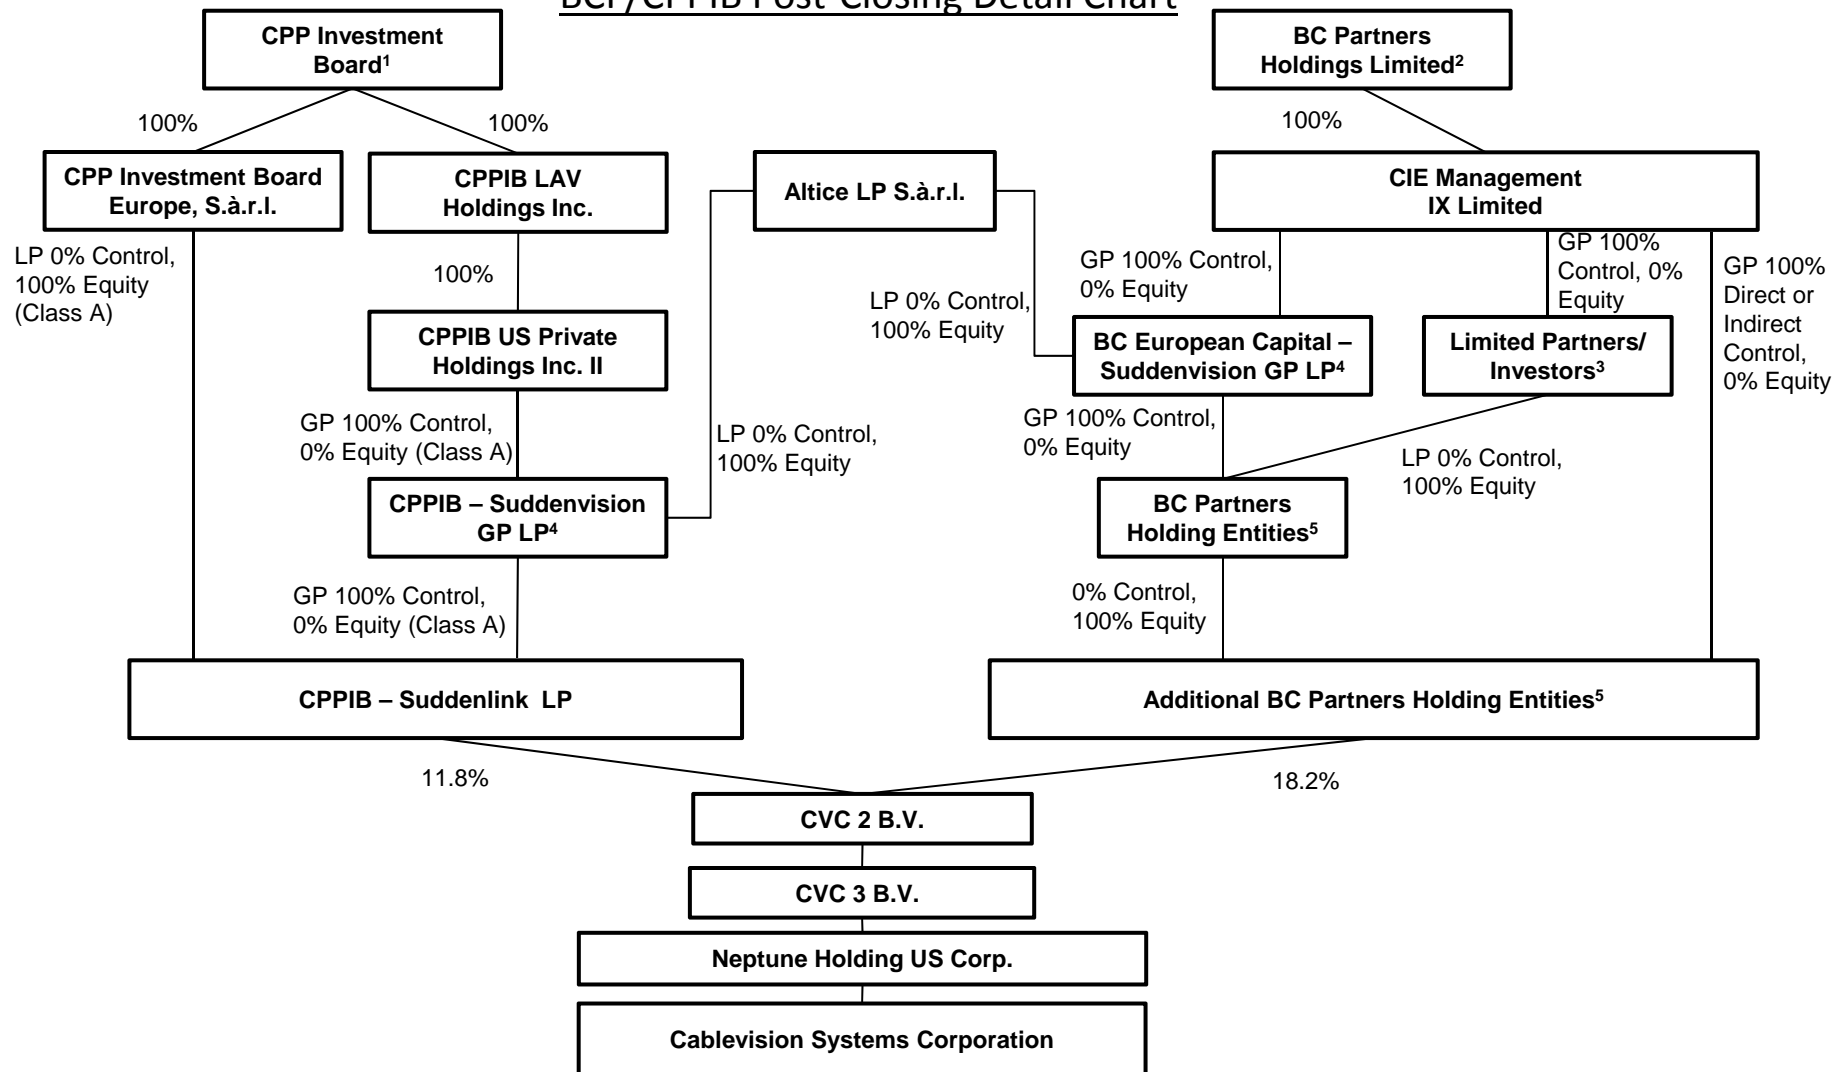 BCP/CPPIB Post-Closing Detail Chart
CPP Investment
Board¹
BC Partners
Holdings Limited²
100%
100%
100%
CPP Investment Board
Europe, S.à.r.l.
CPPIB LAV
Holdings Inc.
Altice LP S.à.r.l.
CIE Management
IX Limited
LP 0% Control,
100% Equity
(Class A)
100%
LP 0% Control,
100% Equity
GP 100% Control,
0% Equity
GP 100%
Control, 0%
Equity
GP 100%
Direct or
Indirect
Control,
0% Equity
CPPIB US Private
Holdings Inc. II
BC European Capital –
Suddenvision GP LP⁴
Limited Partners/
Investors³
GP 100% Control,
0% Equity (Class A)
LP 0% Control,
100% Equity
GP 100% Control,
0% Equity
LP 0% Control,
100% Equity
CPPIB – Suddenvision
GP LP⁴
BC Partners
Holding Entities⁵
GP 100% Control,
0% Equity (Class A)
0% Control,
100% Equity
CPPIB – Suddenlink LP
Additional BC Partners Holding Entities⁵
11.8%
18.2%
CVC 2 B.V.
CVC 3 B.V.
Neptune Holding US Corp.
Cablevision Systems Corporation